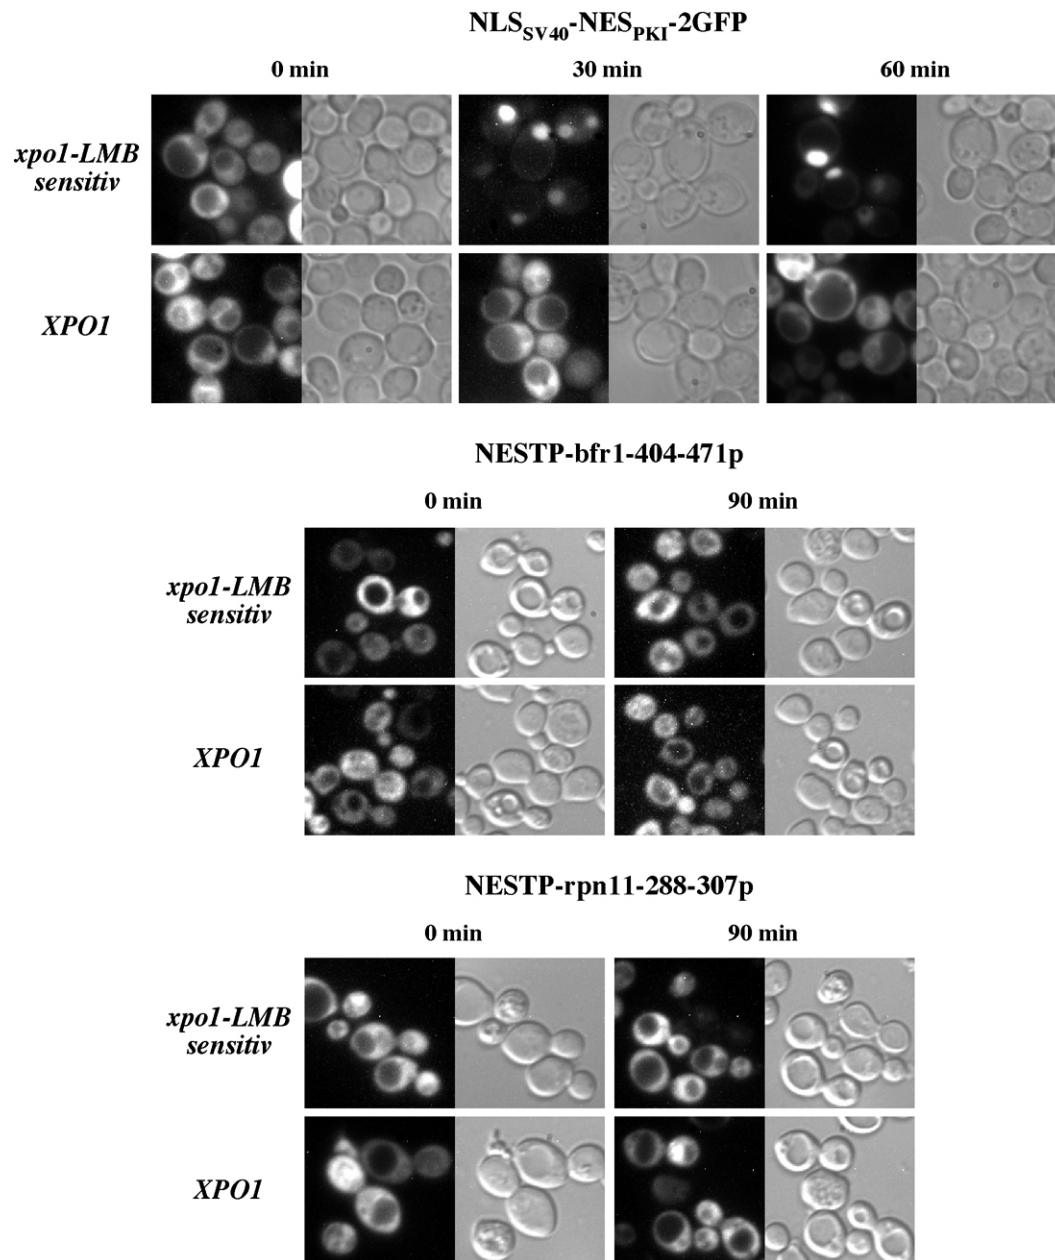 NLSSV40-NESPKI-2GFP
0 min 30 min 60 min
xpo1-LMB
sensitiv
XPO1
NESTP-bfr1-404-471p
0 min 90 min
xpo1-LMB
sensitiv
XPO1
NESTP-rpn11-288-307p
0 min 90 min
xpo1-LMB
sensitiv
XPO1